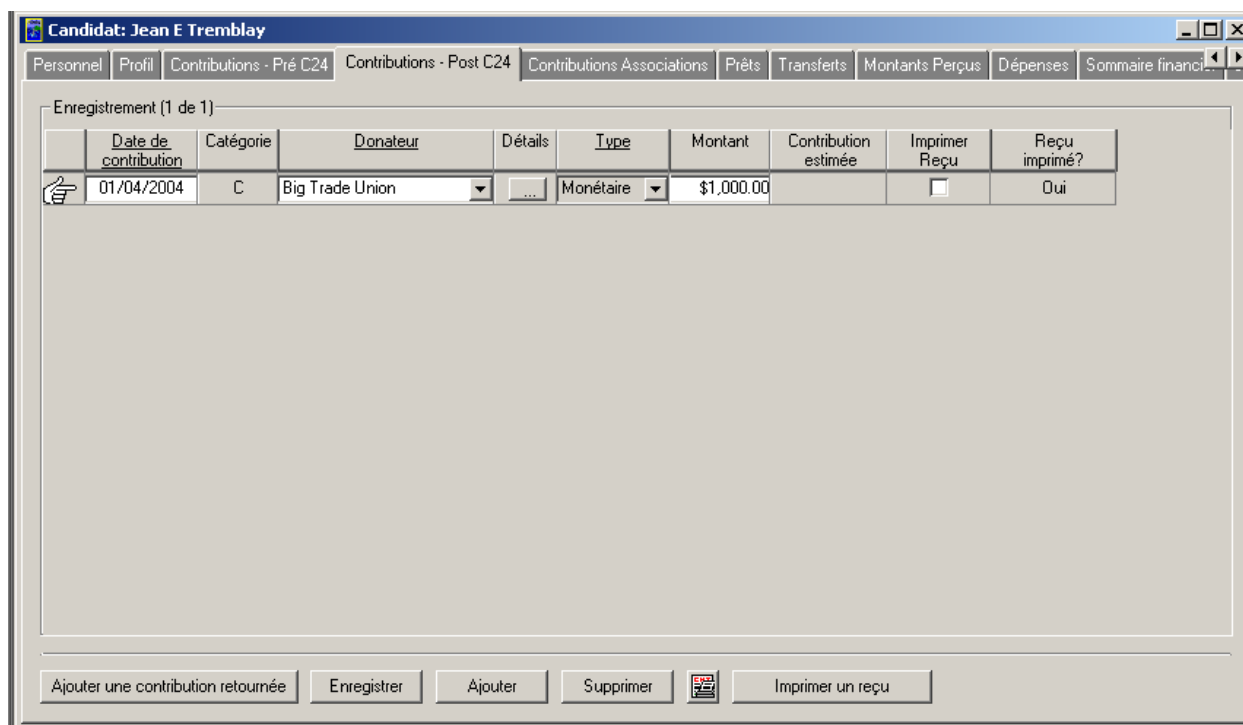 Candidat: Jean E Tremblay
Personnel Profil Contributions - Pré C24 Contributions - Post C24 Contributions Associations Prêts Transferts Montants Perçus Dépenses Sommaire financi
Enregistrement (1 de 1)
Date de contribution Catégorie Donateur Détails Type Montant Contribution estimée Imprimer Reçu Reçu imprimé?
01/04/2004 C Big Trade Union ... Monétaire $1,000.00 Oui
Ajouter une contribution retournée Enregistrer Ajouter Supprimer Imprimer un reçu